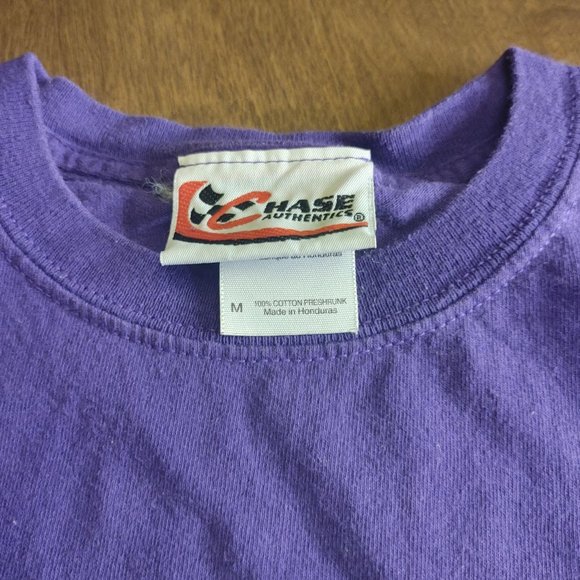 CHASE
AUTHENTICS®
M
100% COTTON PRESHRUNK
Made in Honduras